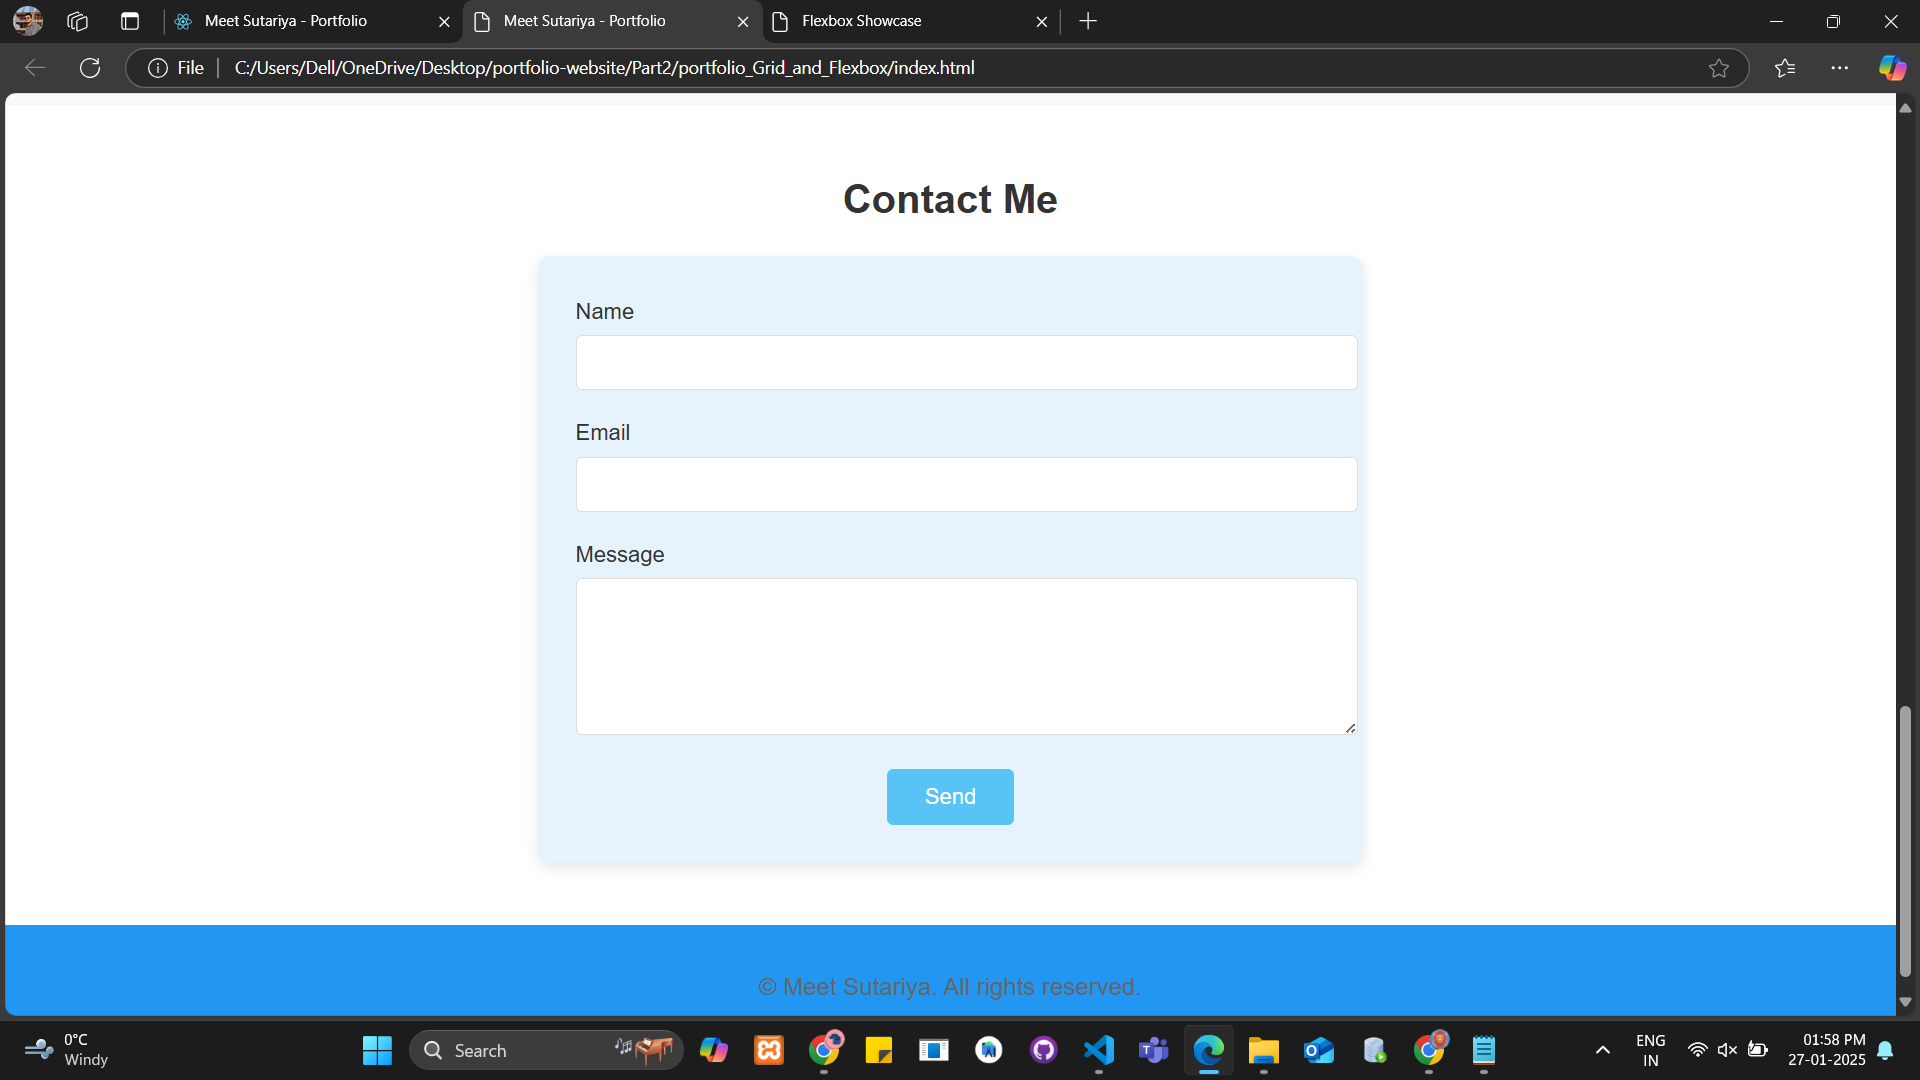 Meet Sutariya - Portfolio
Meet Sutariya - Portfolio
Flexbox Showcase
File
C:/Users/Dell/OneDrive/Desktop/portfolio-website/Part2/portfolio_Grid_and_Flexbox/index.html
Contact Me
Name
Email
Message
Send
© Meet Sutariya. All rights reserved.
0°C
Windy
Search
ENG
IN
01:58 PM
27-01-2025